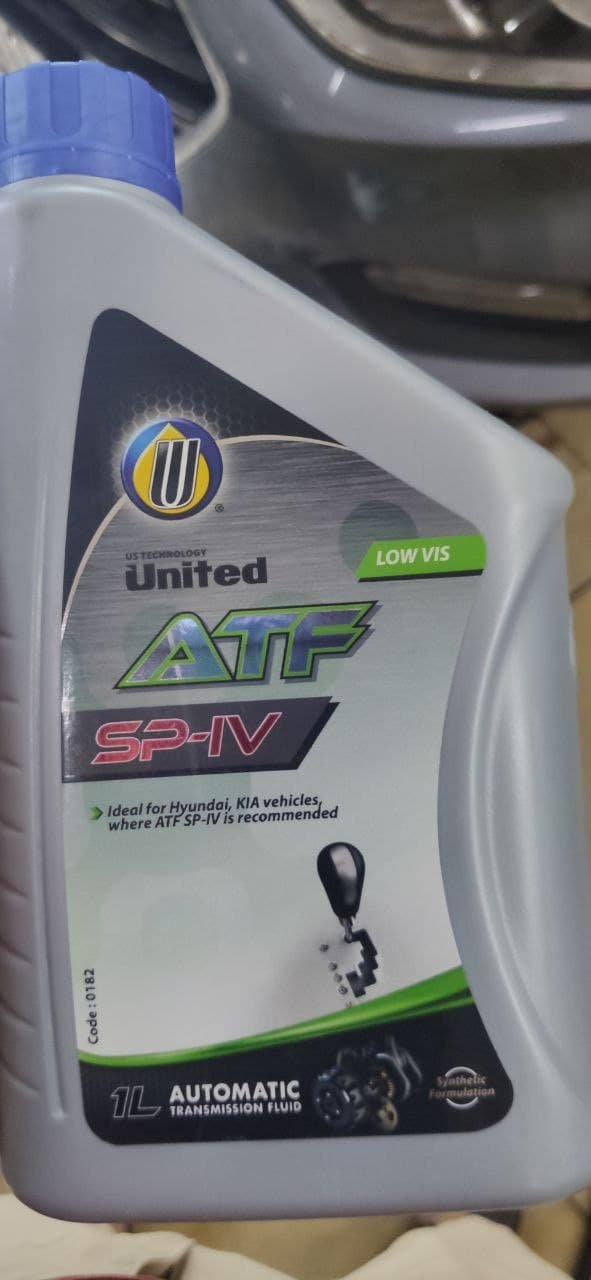 U
®
US TECHNOLOGY
United
LOW VIS
ATF
SP-IV
Ideal for Hyundai, KIA vehicles,
where ATF SP-IV is recommended
Code : 0182
1L AUTOMATIC
TRANSMISSION FLUID
Synthetic
Formulation